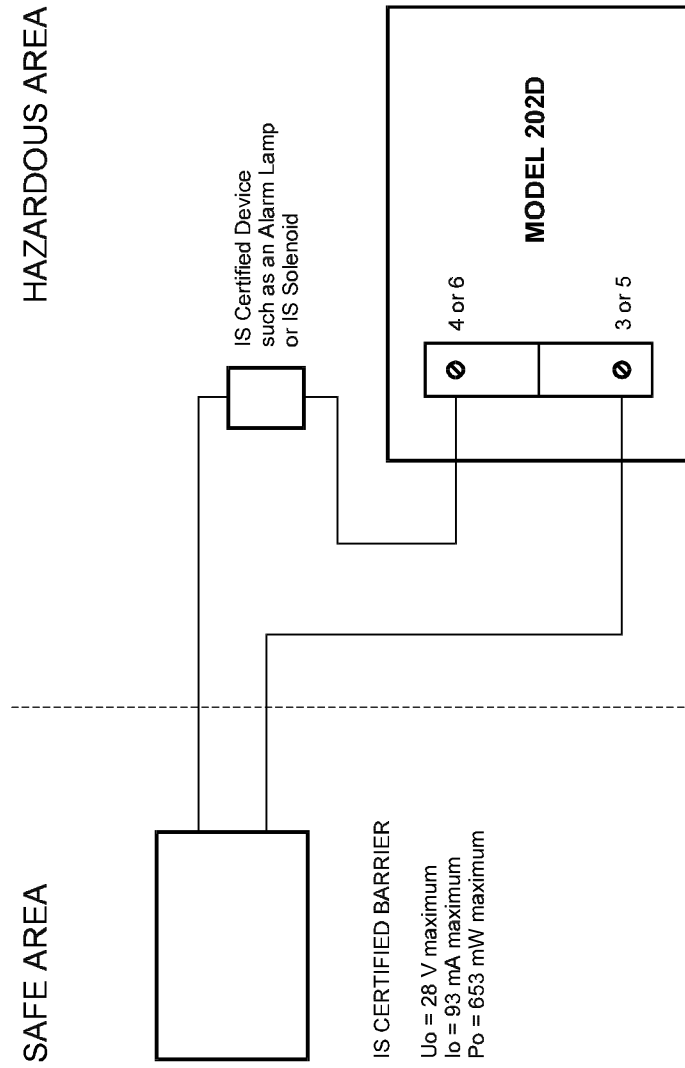 SAFE AREA
HAZARDOUS AREA
IS Certified Device
such as an Alarm Lamp
or IS Solenoid
IS CERTIFIED BARRIER
Uo = 28 V maximum
Io = 93 mA maximum
Po = 653 mW maximum
4 or 6
3 or 5
MODEL 202D